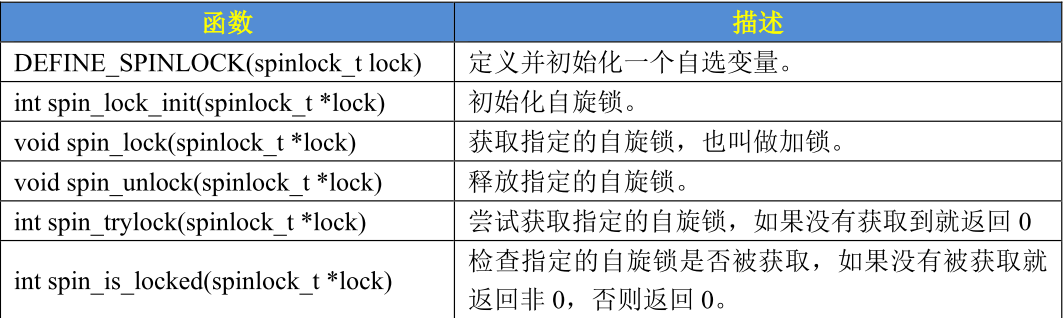 函数 描述
DEFINE_SPINLOCK(spinlock_t lock) 定义并初始化一个自选变量。
int spin_lock_init(spinlock_t *lock) 初始化自旋锁。
void spin_lock(spinlock_t *lock) 获取指定的自旋锁，也叫做加锁。
void spin_unlock(spinlock_t *lock) 释放指定的自旋锁。
int spin_trylock(spinlock_t *lock) 尝试获取指定的自旋锁，如果没有获取到就返回 0
int spin_is_locked(spinlock_t *lock) 检查指定的自旋锁是否被获取，如果没有被获取就
返回非 0，否则返回 0。